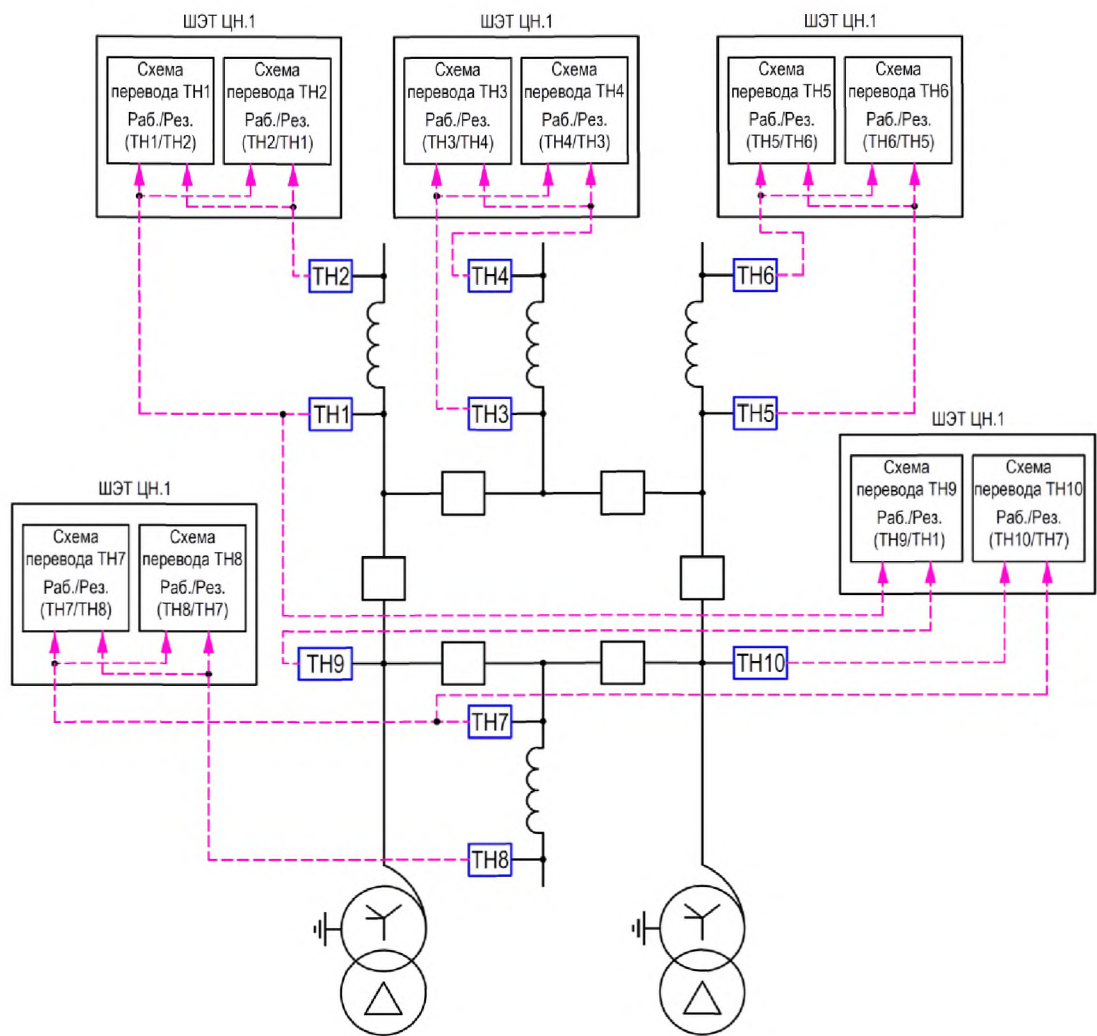 ШЭТ ЦН.1
Схема
перевода ТН1
Раб./Рез.
(ТН1/ТН2)
Схема
перевода ТН2
Раб./Рез.
(ТН2/ТН1)
ШЭТ ЦН.1
Схема
перевода ТН3
Раб./Рез.
(ТН3/ТН4)
Схема
перевода ТН4
Раб./Рез.
(ТН4/ТН3)
ШЭТ ЦН.1
Схема
перевода ТН5
Раб./Рез.
(ТН5/ТН6)
Схема
перевода ТН6
Раб./Рез.
(ТН6/ТН5)
ТН2
ТН4
ТН6
ТН1
ТН3
ТН5
ШЭТ ЦН.1
Схема
перевода ТН9
Раб./Рез.
(ТН9/ТН1)
Схема
перевода ТН10
Раб./Рез.
(ТН10/ТН7)
ШЭТ ЦН.1
Схема
перевода ТН7
Раб./Рез.
(ТН7/ТН8)
Схема
перевода ТН8
Раб./Рез.
(ТН8/ТН7)
ТН9
ТН10
ТН7
ТН8